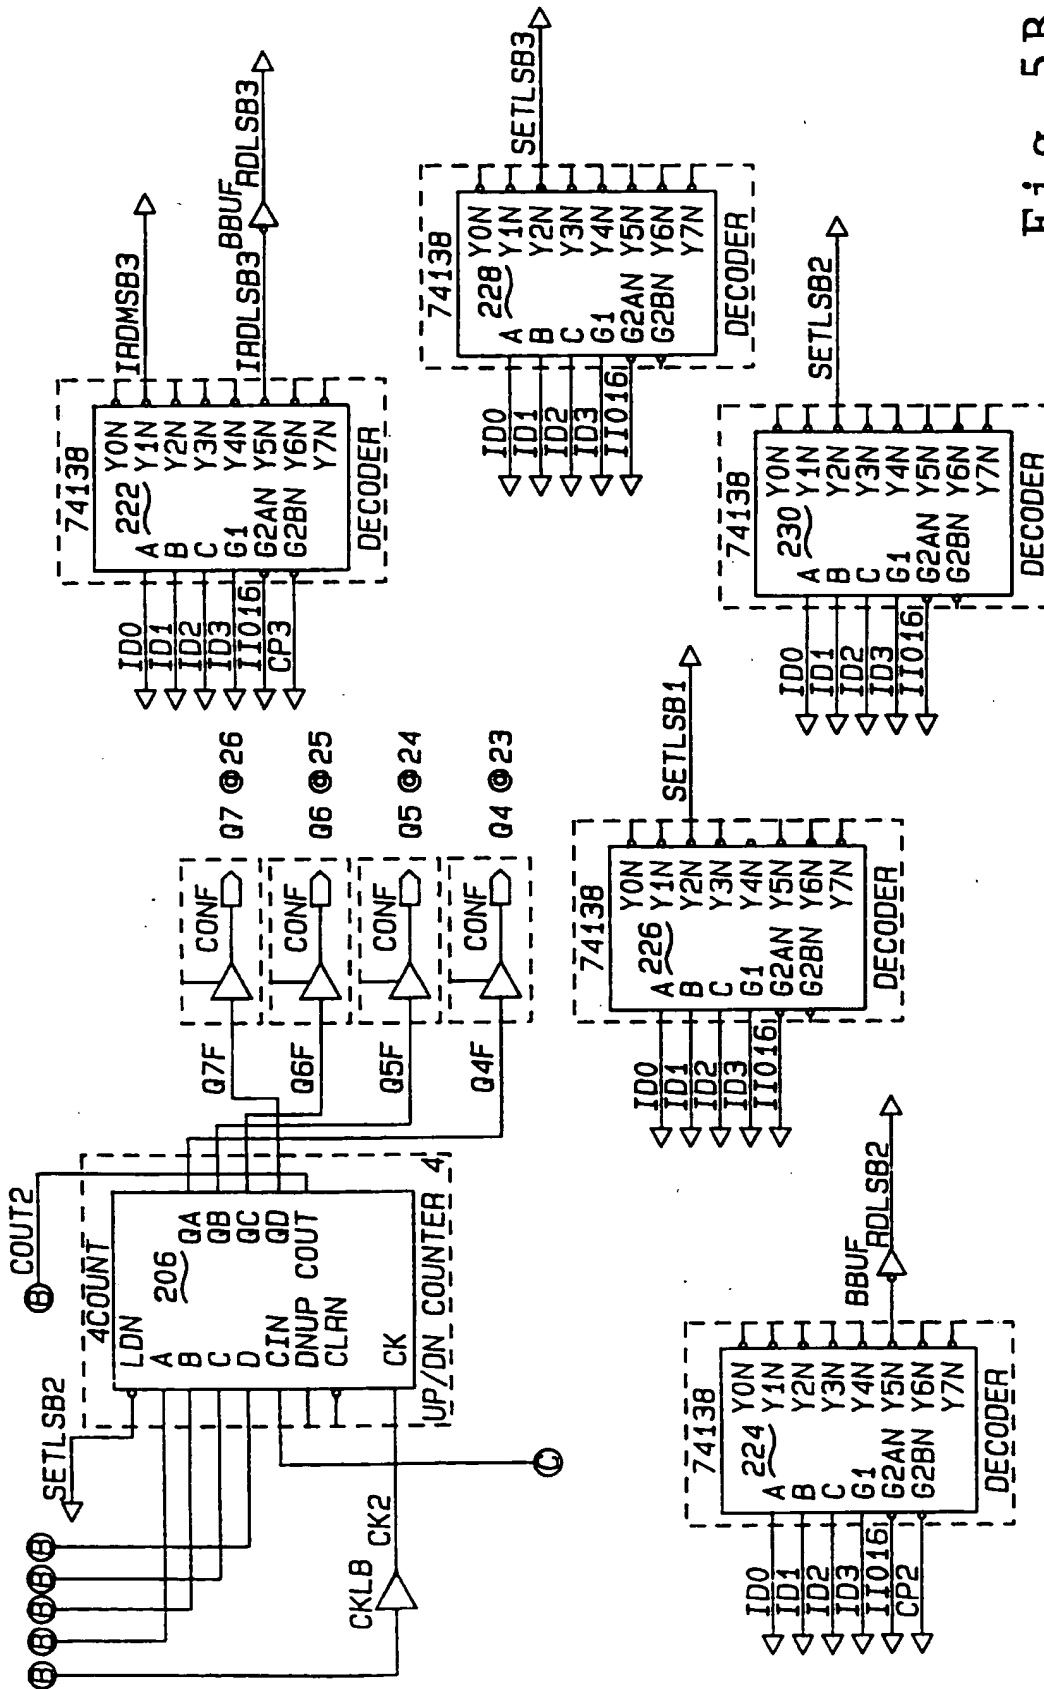 COUT2
B
SETLSB2
B
B
B
B
B
4COUNT
206
LDN
A
B
C
D
CIN
DNUP
CLRN
CK
QA
QB
QC
QD
COUT
UP/DN COUNTER
4
CKLB
CK2
C
Q7F
Q6F
Q5F
Q4F
CONF
CONF
CONF
CONF
Q7 @26
Q6 @25
Q5 @24
Q4 @23
74138
222
ID0 A Y0N
ID1 B Y1N IRDMSB3
ID2 C Y2N
ID3 G1 Y3N
IIO16 G2AN Y4N
CP3 G2BN Y5N IRDLSB3 BBUF RDLSB3
Y6N
Y7N
DECODER
74138
228
ID0 A Y0N
ID1 B Y1N
ID2 C Y2N SETLSB3
ID3 G1 Y3N
IIO16 G2AN Y4N
G2BN Y5N
Y6N
Y7N
DECODER
74138
224
ID0 A Y0N
ID1 B Y1N
ID2 C Y2N
ID3 G1 Y3N
IIO16 G2AN Y4N
CP2 G2BN Y5N BBUF RDLSB2
Y6N
Y7N
DECODER
74138
226
ID0 A Y0N
ID1 B Y1N
ID2 C Y2N SETLSB1
ID3 G1 Y3N
IIO16 G2AN Y4N
G2BN Y5N
Y6N
Y7N
DECODER
74138
230
ID0 A Y0N
ID1 B Y1N
ID2 C Y2N SETLSB2
ID3 G1 Y3N
IIO16 G2AN Y4N
G2BN Y5N
Y6N
Y7N
DECODER
Fig. 5B